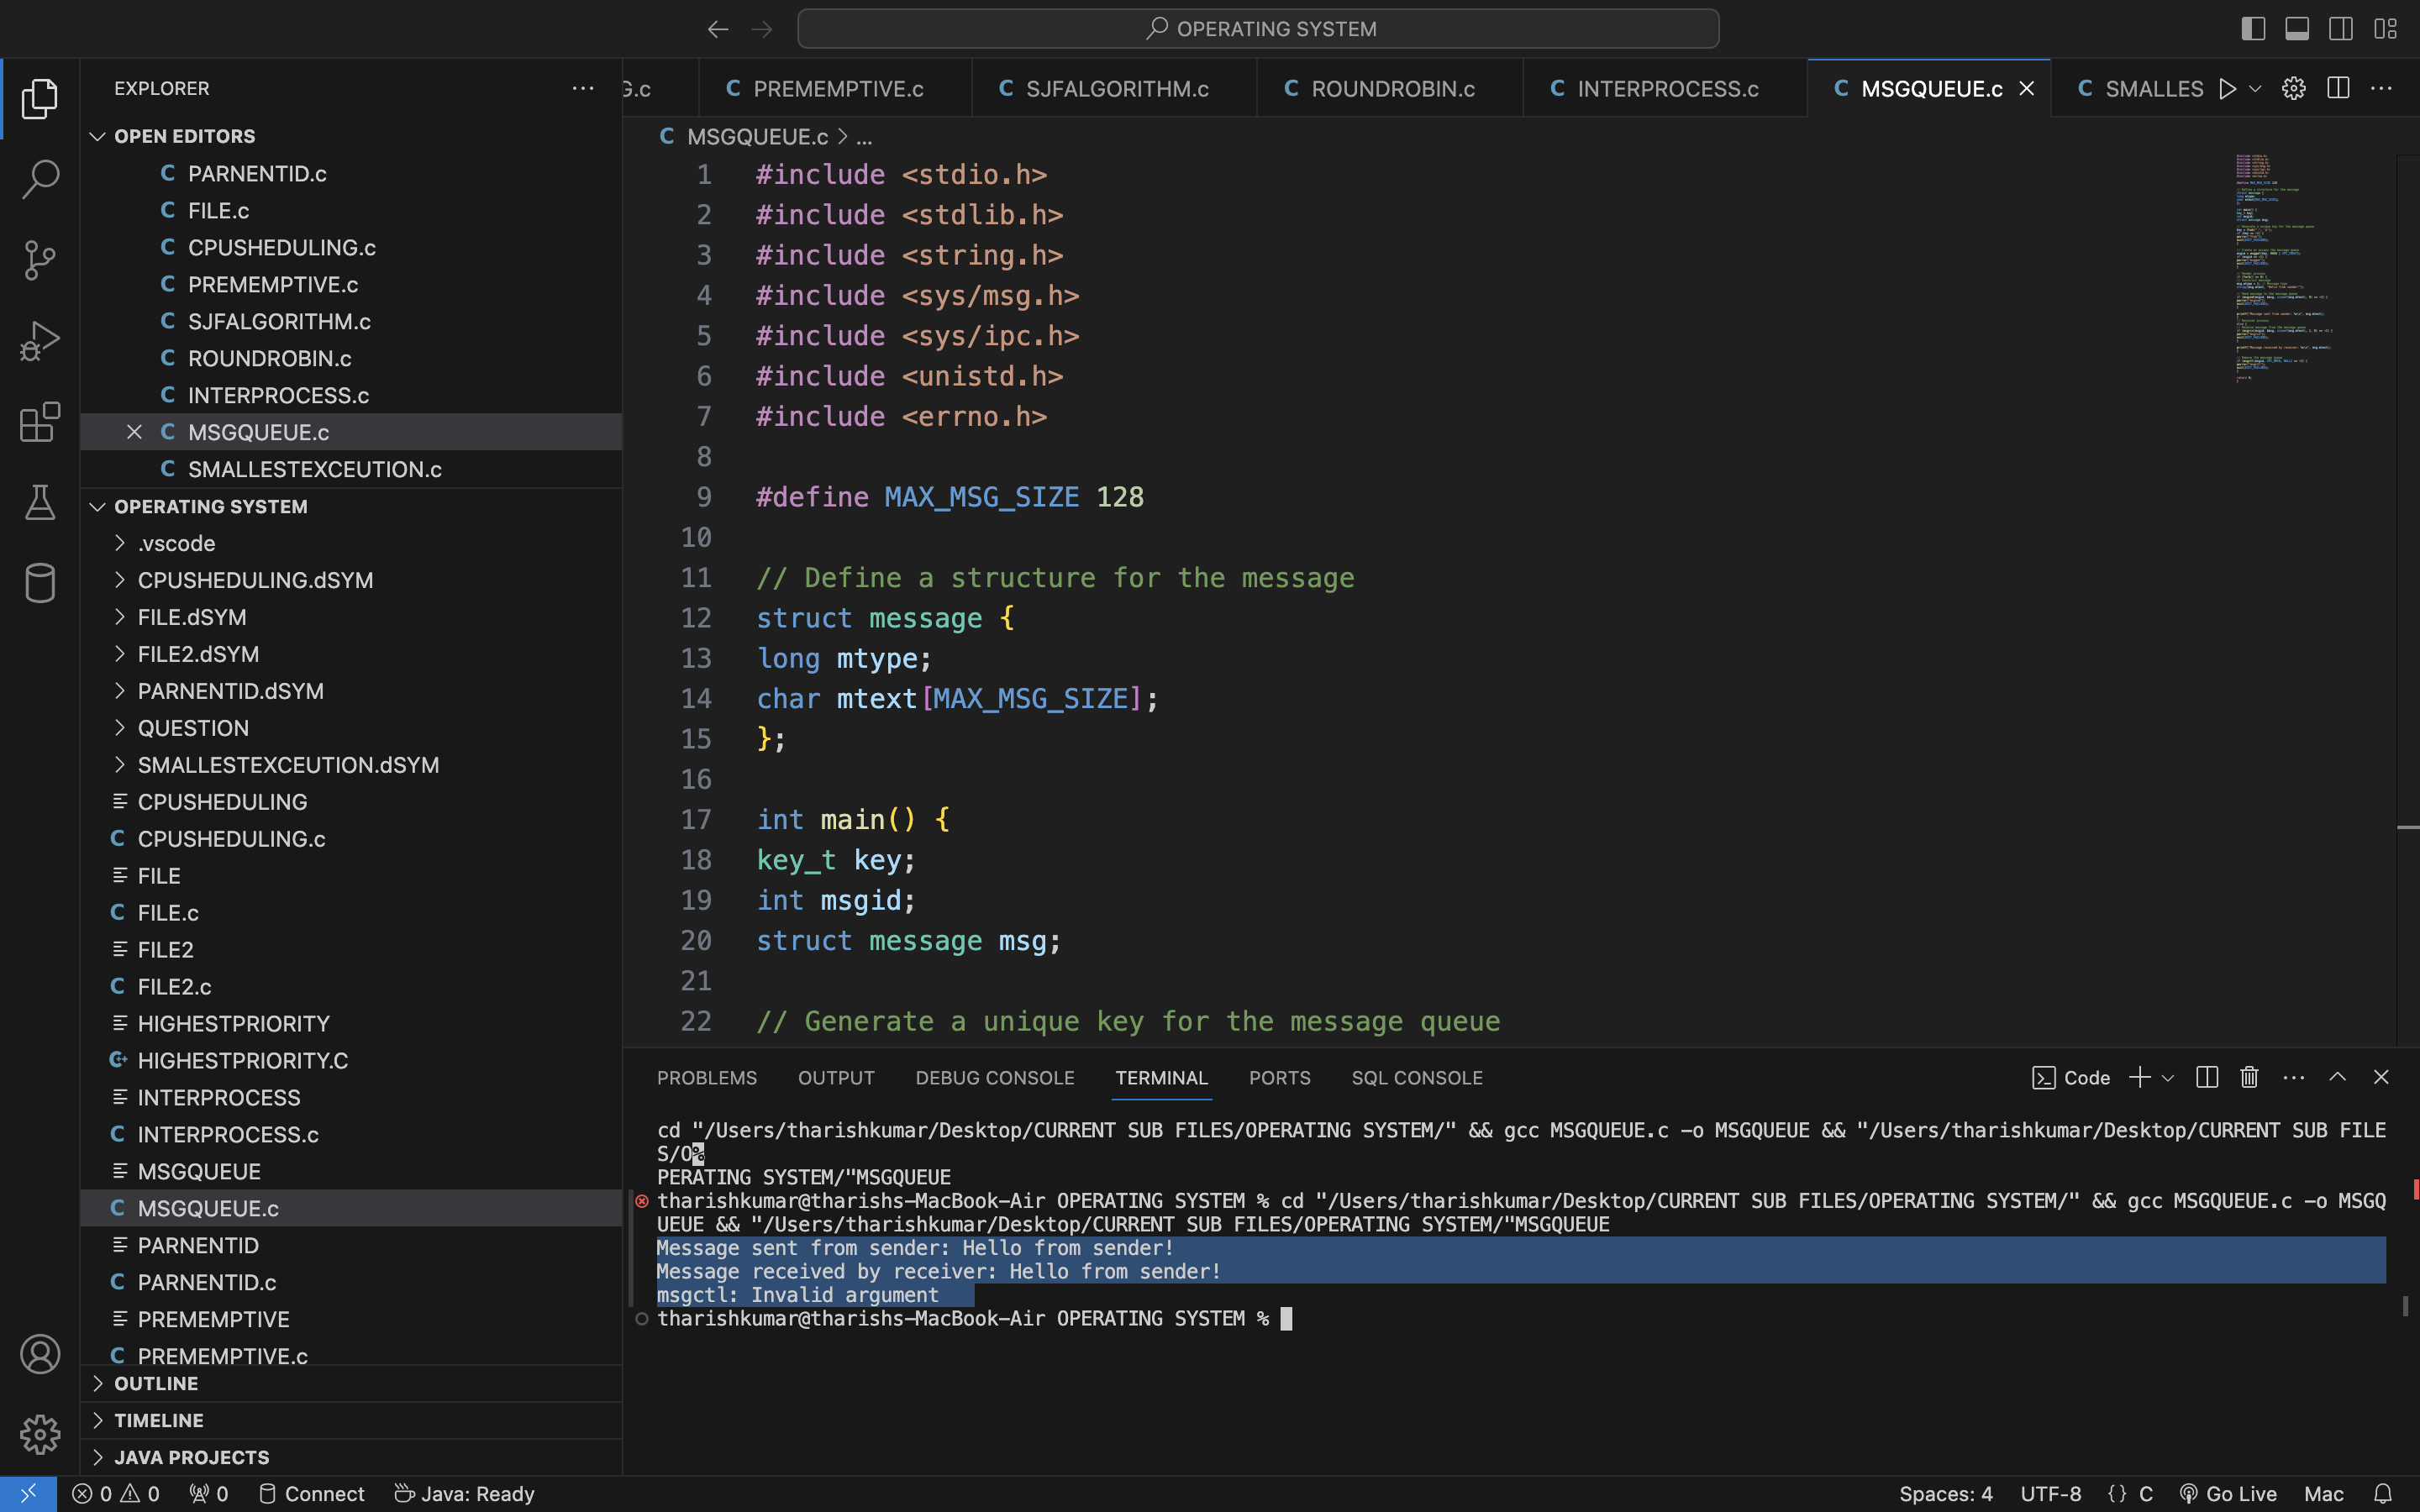 OPERATING SYSTEM
EXPLORER
OPEN EDITORS
PARNENTID.c
FILE.c
CPUSHEDULING.c
PREMEMPTIVE.c
SJFALGORITHM.c
ROUNDROBIN.c
INTERPROCESS.c
MSGQUEUE.c
SMALLESTEXCEUTION.c
OPERATING SYSTEM
.vscode
CPUSHEDULING.dSYM
FILE.dSYM
FILE2.dSYM
PARNENTID.dSYM
QUESTION
SMALLESTEXCEUTION.dSYM
CPUSHEDULING
CPUSHEDULING.c
FILE
FILE.c
FILE2
FILE2.c
HIGHESTPRIORITY
HIGHESTPRIORITY.C
INTERPROCESS
INTERPROCESS.c
MSGQUEUE
MSGQUEUE.c
PARNENTID
PARNENTID.c
PREMEMPTIVE
PREMEMPTIVE.c
OUTLINE
TIMELINE
JAVA PROJECTS
G.c PREMEMPTIVE.c SJFALGORITHM.c ROUNDROBIN.c INTERPROCESS.c MSGQUEUE.c SMALLES
MSGQUEUE.c > ...
1 #include <stdio.h>
2 #include <stdlib.h>
3 #include <string.h>
4 #include <sys/msg.h>
5 #include <sys/ipc.h>
6 #include <unistd.h>
7 #include <errno.h>
8
9 #define MAX_MSG_SIZE 128
10
11 // Define a structure for the message
12 struct message {
13 long mtype;
14 char mtext[MAX_MSG_SIZE];
15 };
16
17 int main() {
18 key_t key;
19 int msgid;
20 struct message msg;
21
22 // Generate a unique key for the message queue
PROBLEMS OUTPUT DEBUG CONSOLE TERMINAL PORTS SQL CONSOLE Code
cd "/Users/tharishkumar/Desktop/CURRENT SUB FILES/OPERATING SYSTEM/" && gcc MSGQUEUE.c -o MSGQUEUE && "/Users/tharishkumar/Desktop/CURRENT SUB FILE
S/O%
PERATING SYSTEM/"MSGQUEUE
tharishkumar@tharishs-MacBook-Air OPERATING SYSTEM % cd "/Users/tharishkumar/Desktop/CURRENT SUB FILES/OPERATING SYSTEM/" && gcc MSGQUEUE.c -o MSGQ
UEUE && "/Users/tharishkumar/Desktop/CURRENT SUB FILES/OPERATING SYSTEM/"MSGQUEUE
Message sent from sender: Hello from sender!
Message received by receiver: Hello from sender!
msgctl: Invalid argument
tharishkumar@tharishs-MacBook-Air OPERATING SYSTEM %
0 0 0 Connect Java: Ready Spaces: 4 UTF-8 {} C Go Live Mac